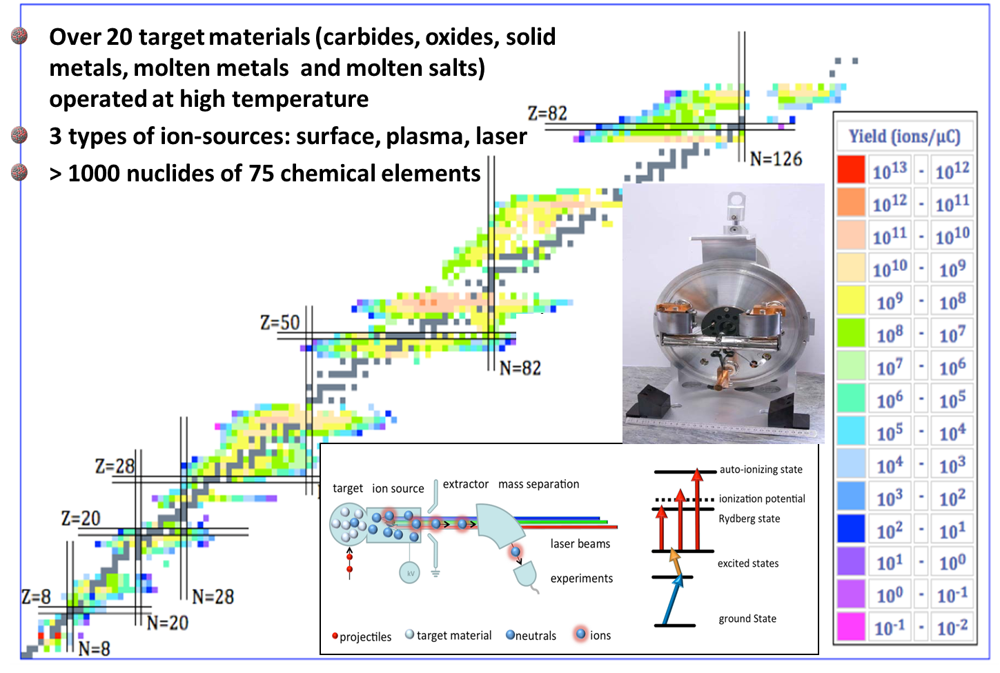 Over 20 target materials (carbides, oxides, solid
metals, molten metals and molten salts)
operated at high temperature
3 types of ion-sources: surface, plasma, laser
> 1000 nuclides of 75 chemical elements
Z=82
N=126
Z=50
N=82
Z=28
Z=20
N=28
Z=8
N=20
N=8
Yield (ions/µC)
10¹³ - 10¹²
10¹² - 10¹¹
10¹¹ - 10¹⁰
10¹⁰ - 10⁹
10⁹ - 10⁸
10⁸ - 10⁷
10⁷ - 10⁶
10⁶ - 10⁵
10⁵ - 10⁴
10⁴ - 10³
10³ - 10²
10² - 10¹
10¹ - 10⁰
10⁰ - 10⁻¹
10⁻¹ - 10⁻²
target ion source extractor mass separation
laser beams
kV
experiments
projectiles target material neutrals ions
auto-ionizing state
ionization potential
Rydberg state
excited states
ground State